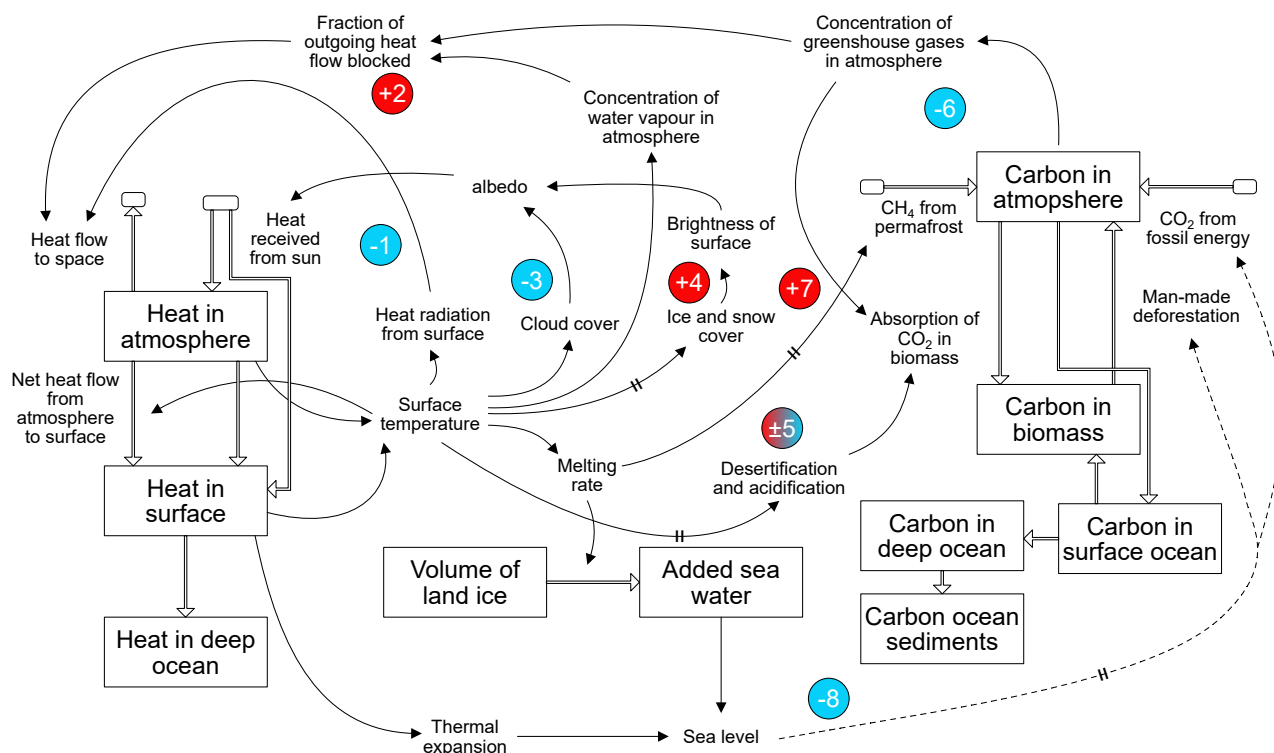 Fraction of
outgoing heat
flow blocked
Concentration of
greenshouse gases
in atmosphere
+2
Concentration of
water vapour in
atmosphere
-6
Carbon in
atmopshere
albedo
CH₄ from
permafrost
CO₂ from
fossil energy
Heat flow
to space
Heat
received
from sun
-1
-3
Brightness of
surface
+4
+7
Heat in
atmosphere
Heat radiation
from surface
Cloud cover
Ice and snow
cover
Absorption of
CO₂ in
biomass
Man-made
deforestation
Net heat flow
from
atmosphere
to surface
Surface
temperature
Carbon in
biomass
±5
Melting
rate
Desertification
and acidification
Heat in
surface
Carbon in
deep ocean
Carbon in
surface ocean
Volume of
land ice
Added sea
water
Heat in deep
ocean
Carbon ocean
sediments
-8
Thermal
expansion
Sea level